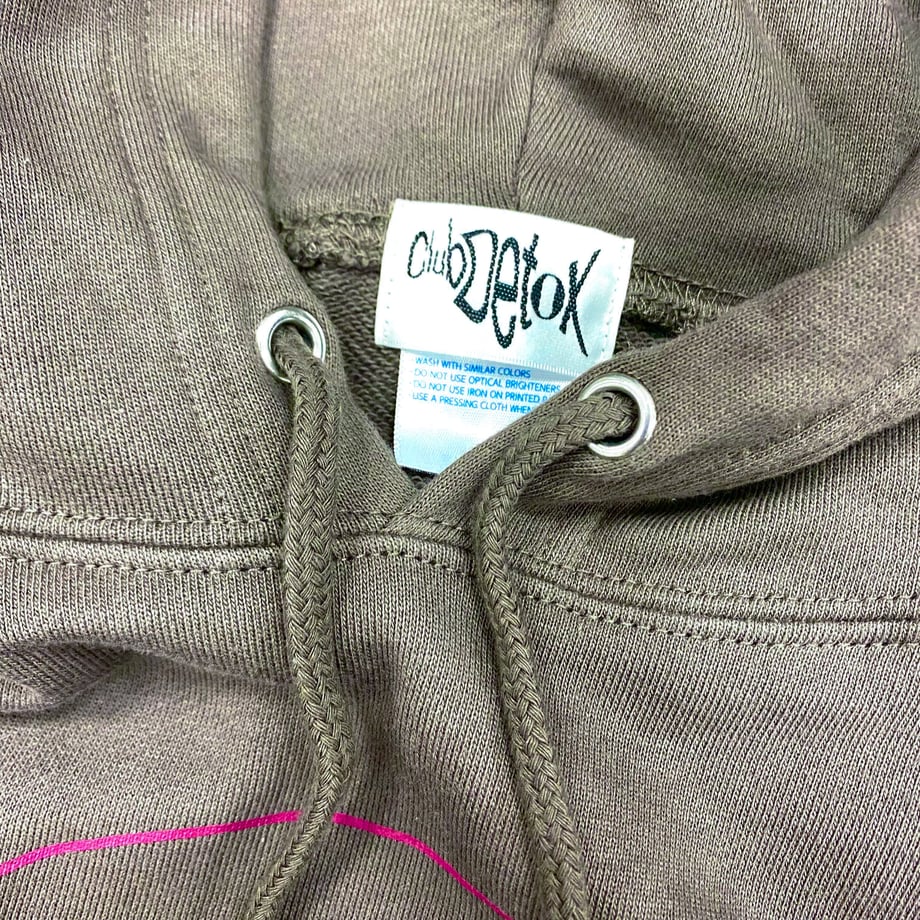 Club Detox
· WASH WITH SIMILAR COLORS
· DO NOT USE OPTICAL BRIGHTENERS
· DO NOT USE IRON ON PRINTED
· USE A PRESSING CLOTH WHEN